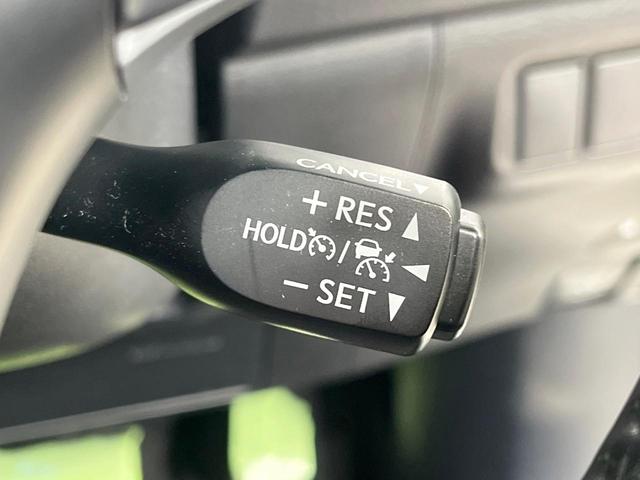 CANCEL▼
+ RES▲
HOLD / ◀
− SET▼